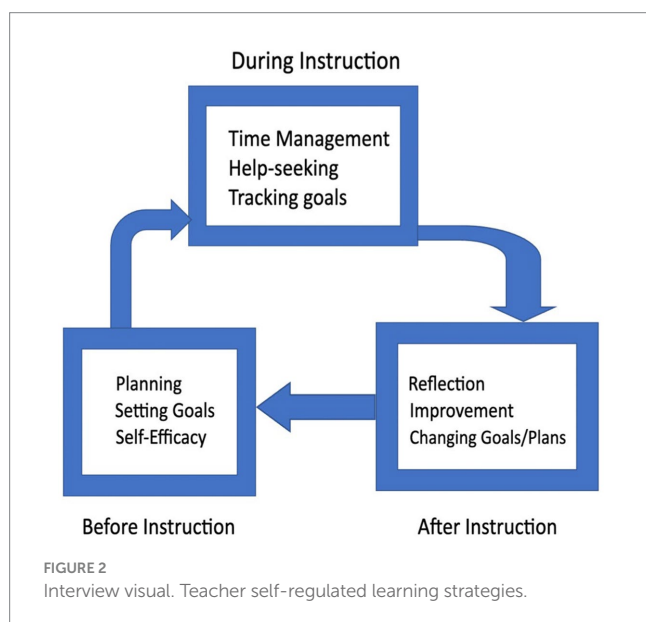 During Instruction
Time Management
Help-seeking
Tracking goals
Planning
Setting Goals
Self-Efficacy
Reflection
Improvement
Changing Goals/Plans
Before Instruction
After Instruction
FIGURE 2
Interview visual. Teacher self-regulated learning strategies.